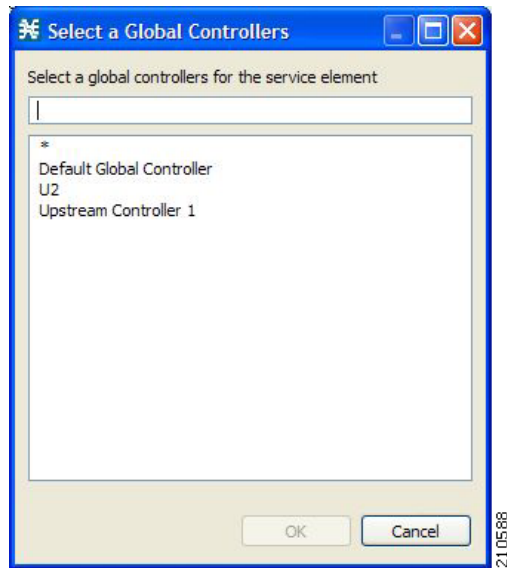 Select a Global Controllers
Select a global controllers for the service element
*
Default Global Controller
U2
Upstream Controller 1
OK
Cancel
210588